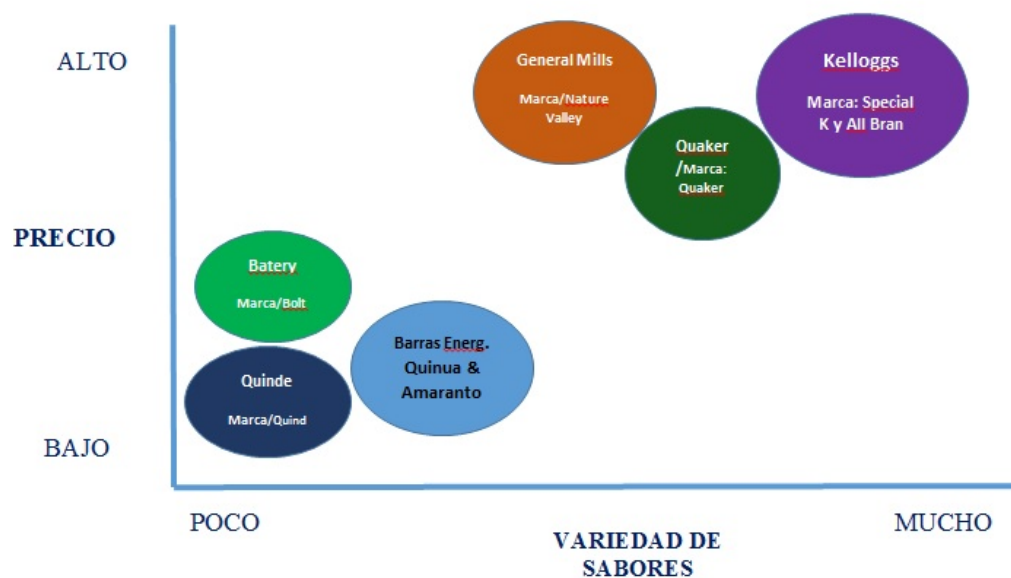 ALTO
PRECIO
BAJO
General Mills
Marca/Nature
Valley
Quaker
/Marca:
Quaker
Kelloggs
Marca: Special
K y All Bran
Batery
Marca/Bolt
Barras Energ.
Quinua &
Amaranto
Quinde
Marca/Quind
POCO
VARIEDAD DE
SABORES
MUCHO